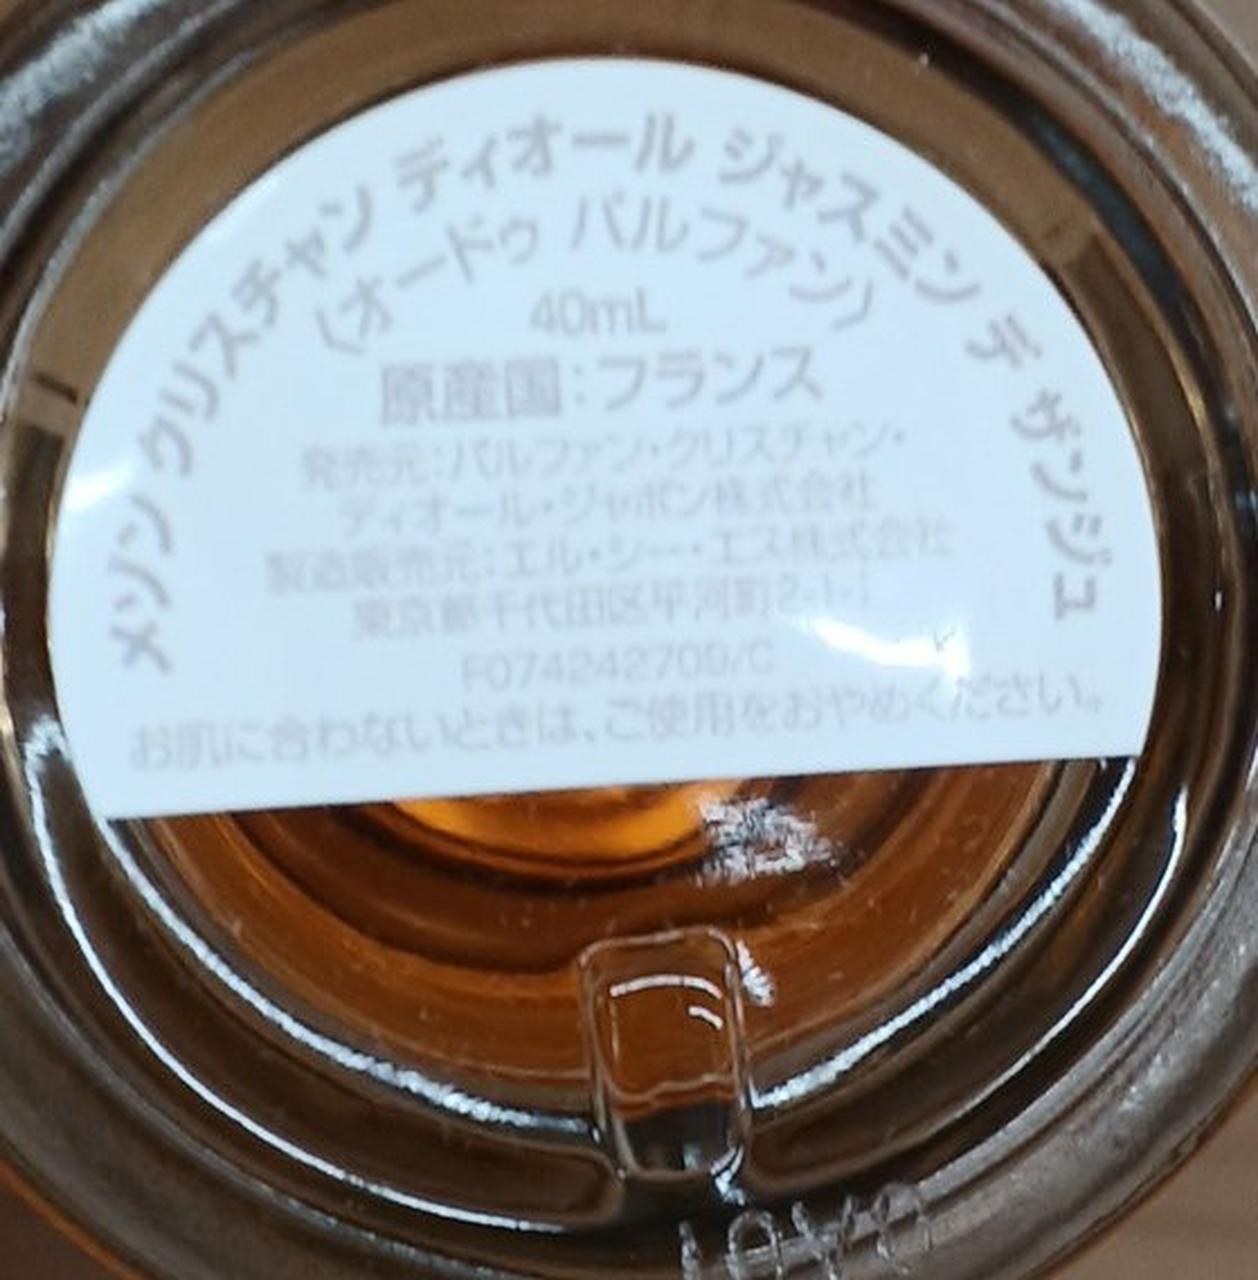 メゾン クリスチャン ディオール ジャスミン デ ザンジュ
〈オードゥ パルファン〉
40mL
原産国:フランス
発売元:パルファン・クリスチャン・
ディオール・ジャポン株式会社
製造販売元:エル・シー・エス株式会社
東京都千代田区平河町2-1-1
F074242700/C
お肌に合わないときは、ご使用をおやめください。